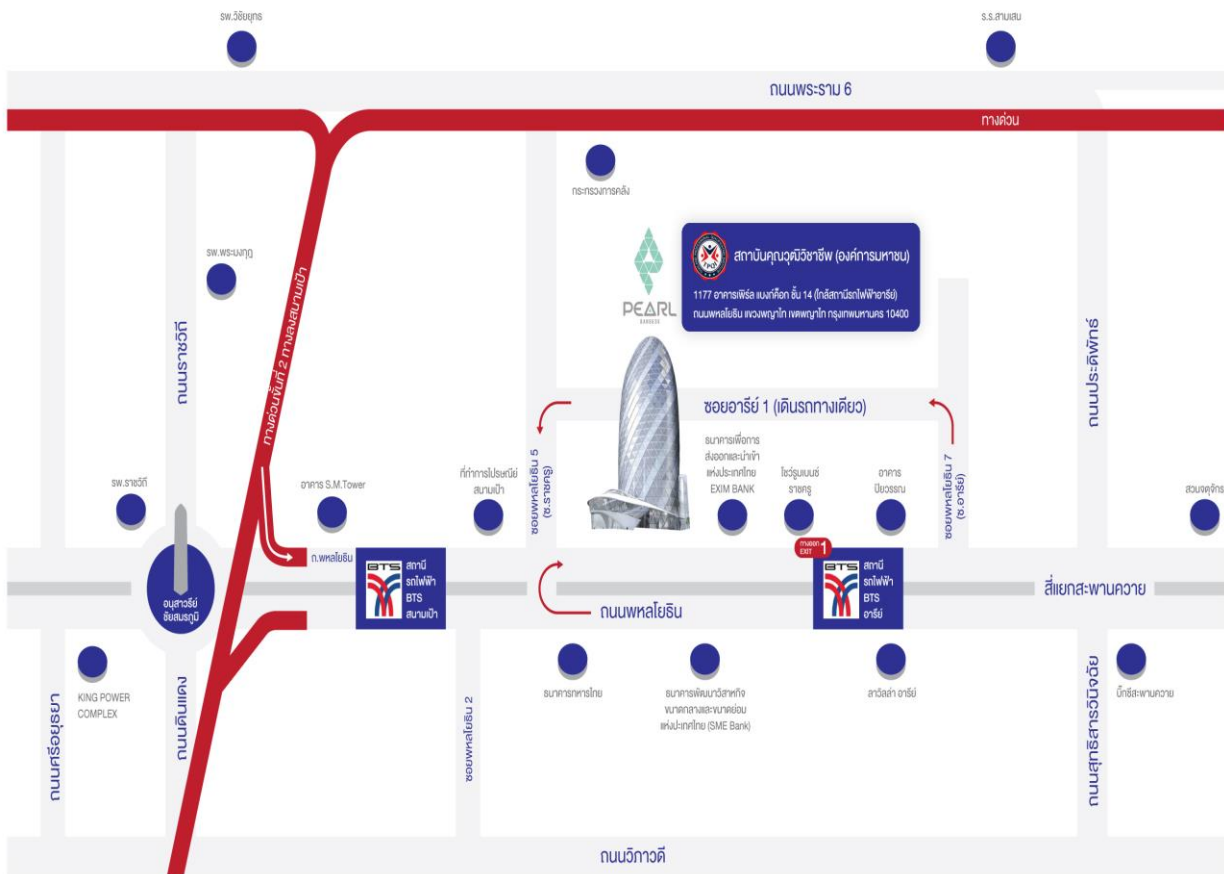 รพ.วิชัยยุทธ
ร.ร.สามเสน
ถนนพระราม 6
ทางด่วน
กระทรวงการคลัง
รพ.พระมงกุฎ
PEARL
BANGKOK
สถาบันคุณวุฒิวิชาชีพ (องค์การมหาชน)
1177 อาคารเพิร์ล แบงก์ค็อก ชั้น 14 (ใกล้สถานีรถไฟฟ้าอารีย์)
ถนนพหลโยธิน แขวงพญาไท เขตพญาไท กรุงเทพมหานคร 10400
ถนนราชวิถี
ทางด่วนขั้นที่ 2 ทางลงสนามเป้า
ถนนประดิพัทธ์
ซอยอารีย์ 1 (เดินรถทางเดียว)
ซอยพหลโยธิน 5
(ซ.ราชครู)
ซอยพหลโยธิน 7
(ซ.อารีย์)
รพ.ราชวิถี
อาคาร S.M.Tower
ที่ทำการไปรษณีย์
สนามเป้า
ธนาคารเพื่อการ
ส่งออกและนำเข้า
แห่งประเทศไทย
EXIM BANK
โชว์รูมเบนซ์
ราชครู
อาคาร
ปิยวรรณ
สวนจตุจักร
ถ.พหลโยธิน
BTS
สถานี
รถไฟฟ้า
BTS
สนามเป้า
ทางออก
EXIT 1
BTS
สถานี
รถไฟฟ้า
BTS
อารีย์
อนุสาวรีย์
ชัยสมรภูมิ
ถนนพหลโยธิน
สี่แยกสะพานควาย
KING POWER
COMPLEX
ธนาคารทหารไทย
ธนาคารพัฒนาวิสาหกิจ
ขนาดกลางและขนาดย่อม
แห่งประเทศไทย (SME Bank)
ลาวิลล่า อารีย์
บิ๊กซีสะพานควาย
ถนนศรีอยุธยา
ถนนดินแดง
ซอยพหลโยธิน 2
ถนนสุทธิสารวินิจฉัย
ถนนวิภาวดี